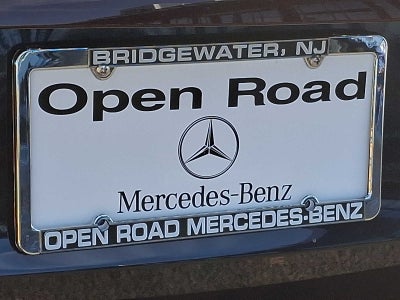 BRIDGEWATER, NJ
Open Road
Mercedes-Benz
OPEN ROAD MERCEDES-BENZ